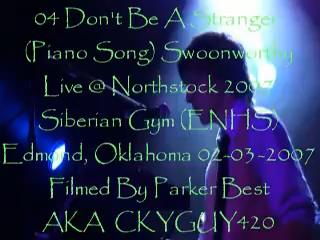 04 Don't Be A Stranger
(Piano Song) Swoonworthy
Live @ Northstock 2007
Siberian Gym (ENHS)
Edmond, Oklahoma 02-03-2007
Filmed By Parker Best
AKA CKYGUY420